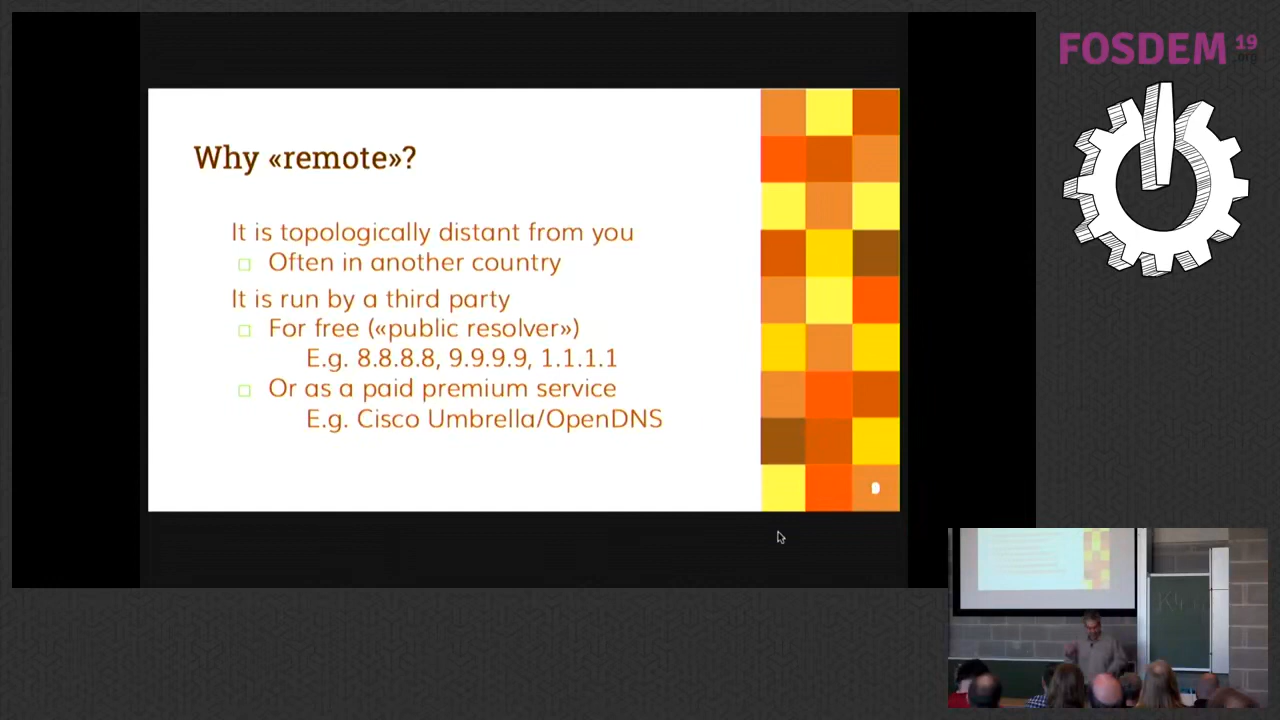 FOSDEM 19
.org
Why «remote»?
It is topologically distant from you
Often in another country
It is run by a third party
For free («public resolver»)
E.g. 8.8.8.8, 9.9.9.9, 1.1.1.1
Or as a paid premium service
E.g. Cisco Umbrella/OpenDNS
9